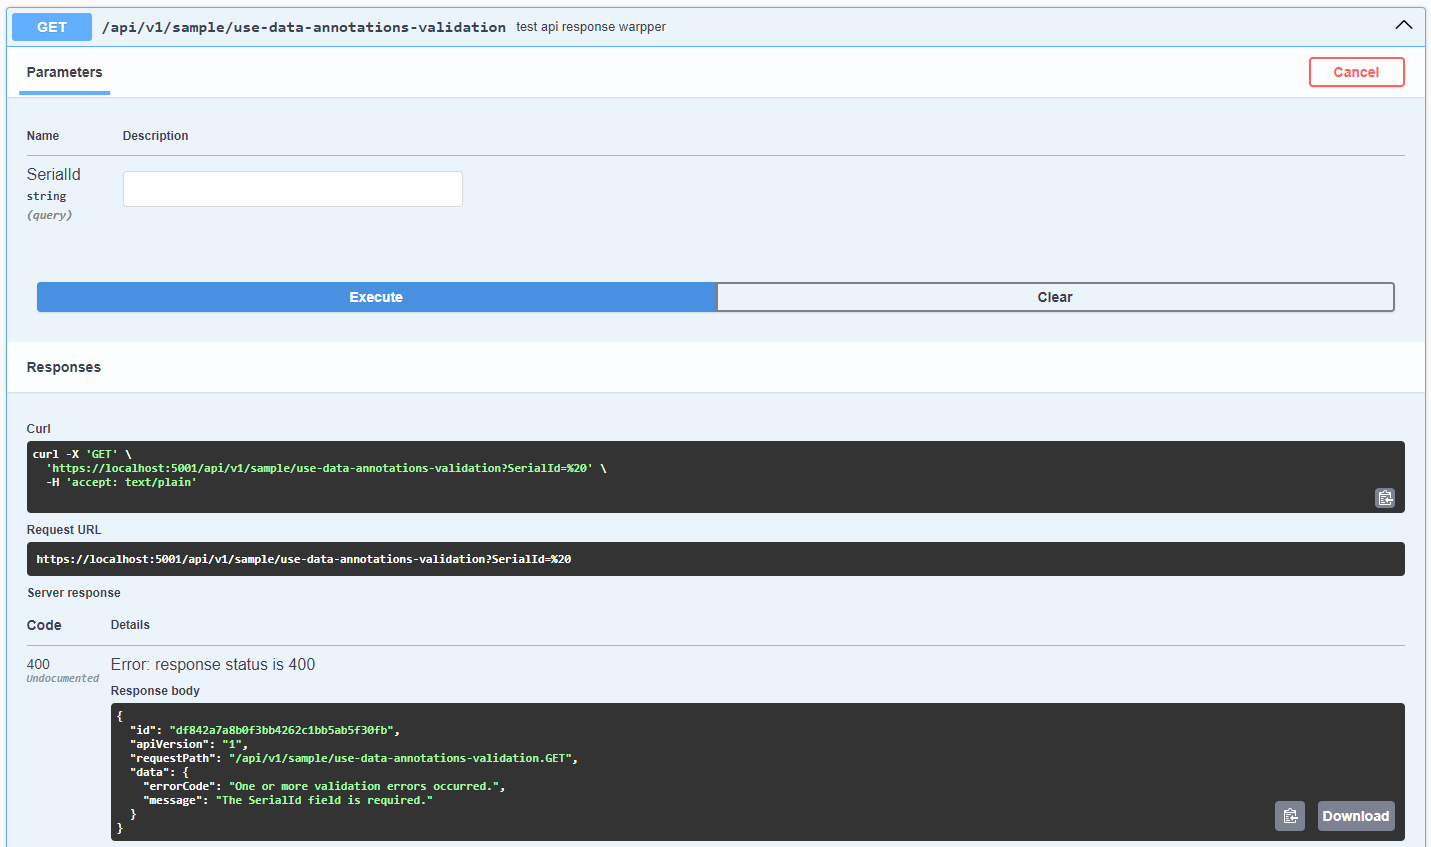 GET /api/v1/sample/use-data-annotations-validation test api response warpper
Parameters Cancel
Name Description
SerialId
string
(query)
Execute Clear
Responses
Curl
curl -X 'GET' \
  'https://localhost:5001/api/v1/sample/use-data-annotations-validation?SerialId=%20' \
  -H 'accept: text/plain'
Request URL
https://localhost:5001/api/v1/sample/use-data-annotations-validation?SerialId=%20
Server response
Code Details
400 Error: response status is 400
Undocumented
Response body
{
  "id": "df842a7a8b0f3bb4262c1bb5ab5f30fb",
  "apiVersion": "1",
  "requestPath": "/api/v1/sample/use-data-annotations-validation.GET",
  "data": {
    "errorCode": "One or more validation errors occurred.",
    "message": "The SerialId field is required."
  }
}
Download